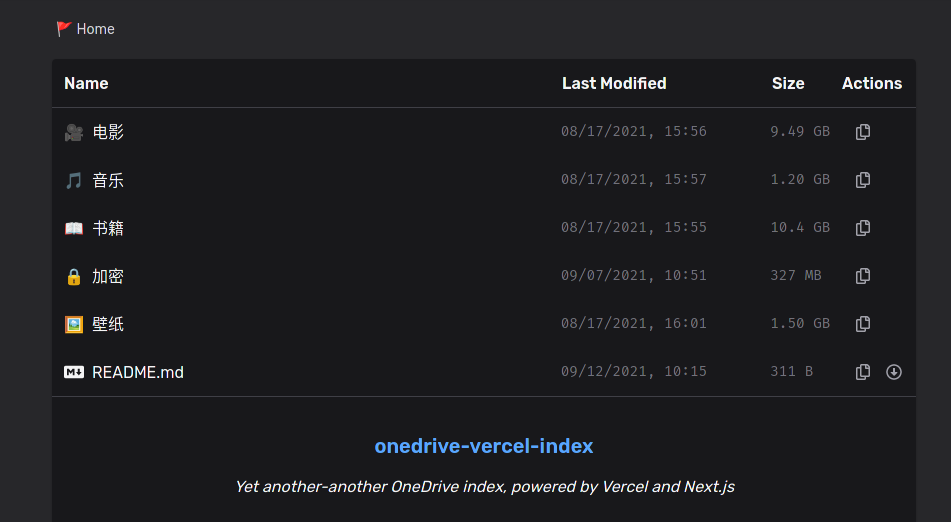 Home
Name Last Modified Size Actions
电影 08/17/2021, 15:56 9.49 GB
音乐 08/17/2021, 15:57 1.20 GB
书籍 08/17/2021, 15:55 10.4 GB
加密 09/07/2021, 10:51 327 MB
壁纸 08/17/2021, 16:01 1.50 GB
README.md 09/12/2021, 10:15 311 B
onedrive-vercel-index
Yet another-another OneDrive index, powered by Vercel and Next.js